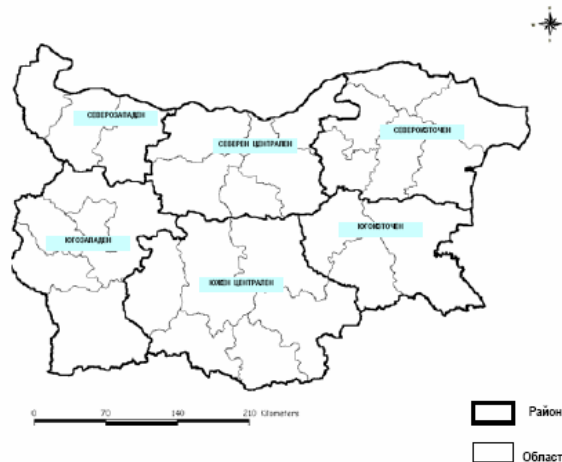 СЕВЕРОЗАПАДЕН
СЕВЕРЕН ЦЕНТРАЛЕН
СЕВЕРОИЗТОЧЕН
ЮГОЗАПАДЕН
ЮГОИЗТОЧЕН
ЮЖЕН ЦЕНТРАЛЕН
0 70 140 210 Kilometers
Район
Област